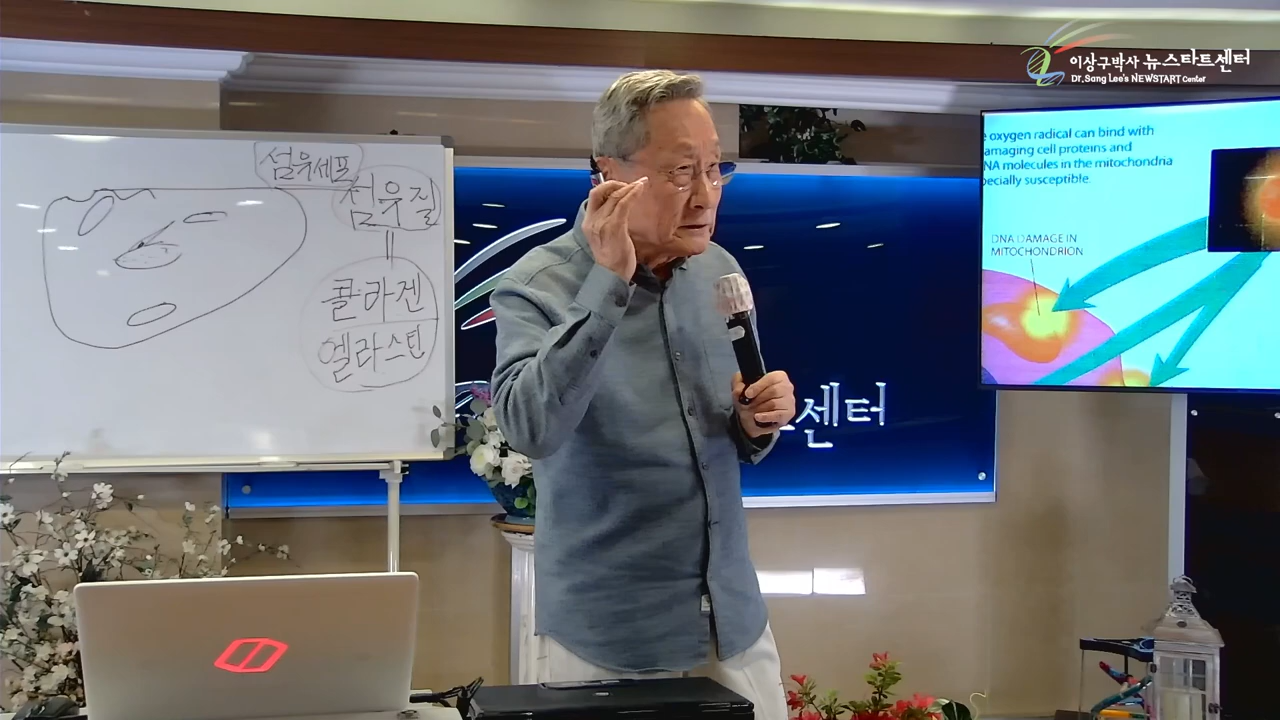 이상구박사 뉴스타트센터
Dr. Sang Lee's NEWSTART Center
섬유세포
섬유질
콜라겐
엘라스틴
oxygen radical can bind with
amaging cell proteins and
NA molecules in the mitochondria
pecially susceptible.
DNA DAMAGE IN
MITOCHONDRION
센터